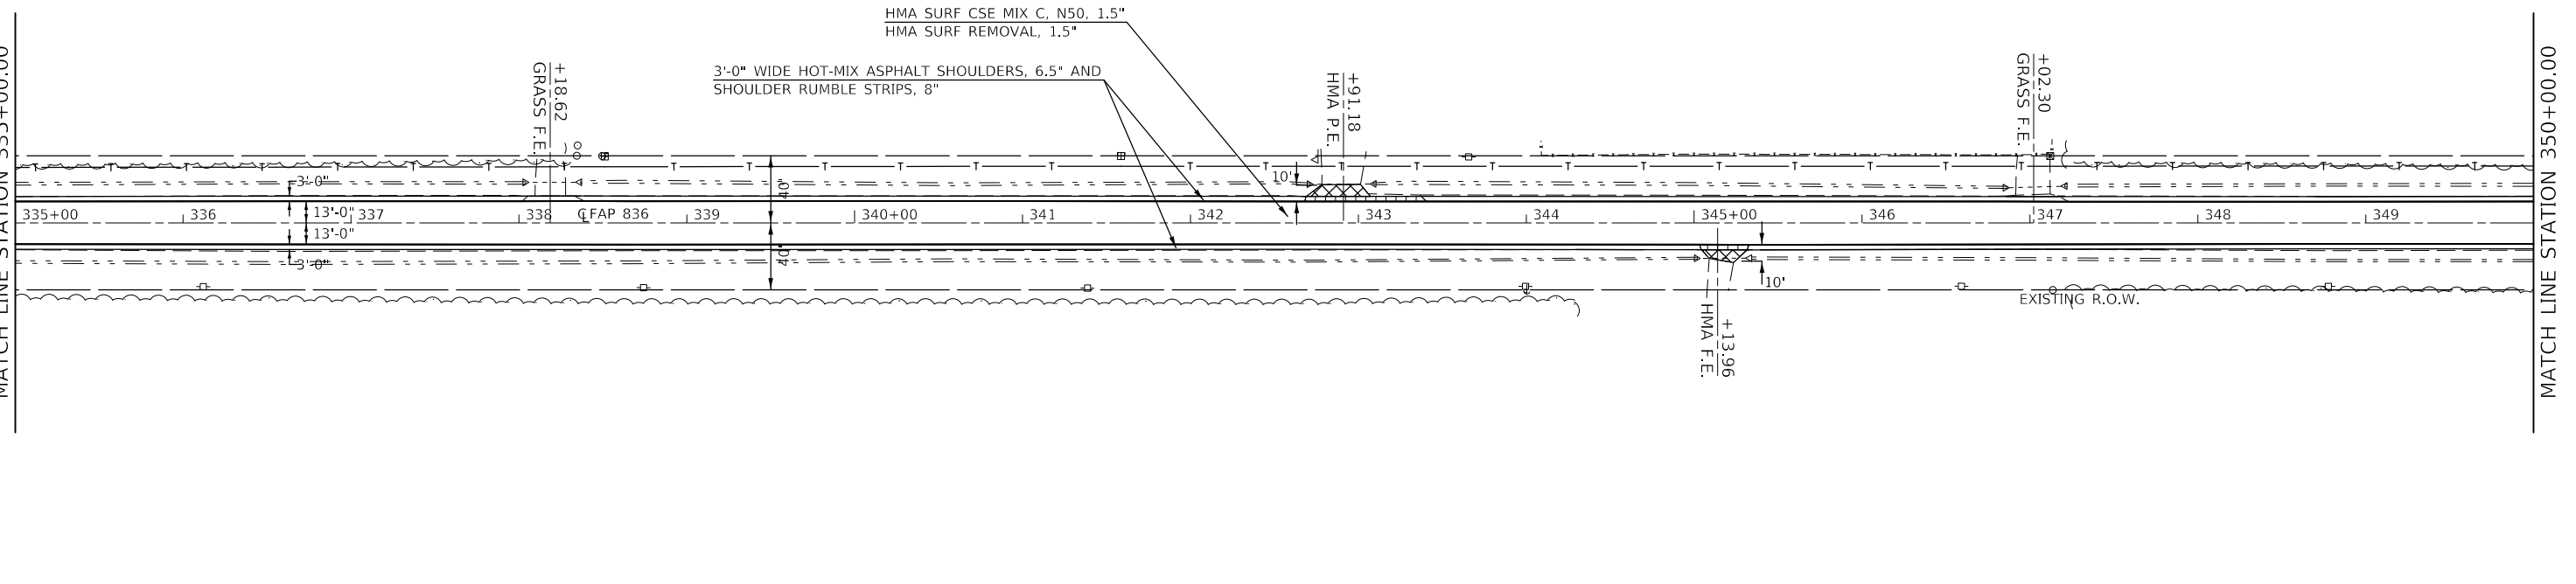 HMA SURF CSE MIX C, N50, 1.5"
HMA SURF REMOVAL, 1.5"
3'-0" WIDE HOT-MIX ASPHALT SHOULDERS, 6.5" AND
SHOULDER RUMBLE STRIPS, 8"
MATCH LINE STATION 335+00.00
+18.62
GRASS F.E.
+91.18
HMA P.E.
+02.30
GRASS F.E.
MATCH LINE STATION 350+00.00
3'-0"
40'
10'
335+00
336
13'-0"
337
338
CL FAP 836
339
340+00
341
342
343
344
345+00
346
347
348
349
13'-0"
3'-0"
40'
10'
EXISTING R.O.W.
+13.96
HMA F.E.
T T T T T T T T T T T T T T T T T T T T T T T T T T T T T T T T T